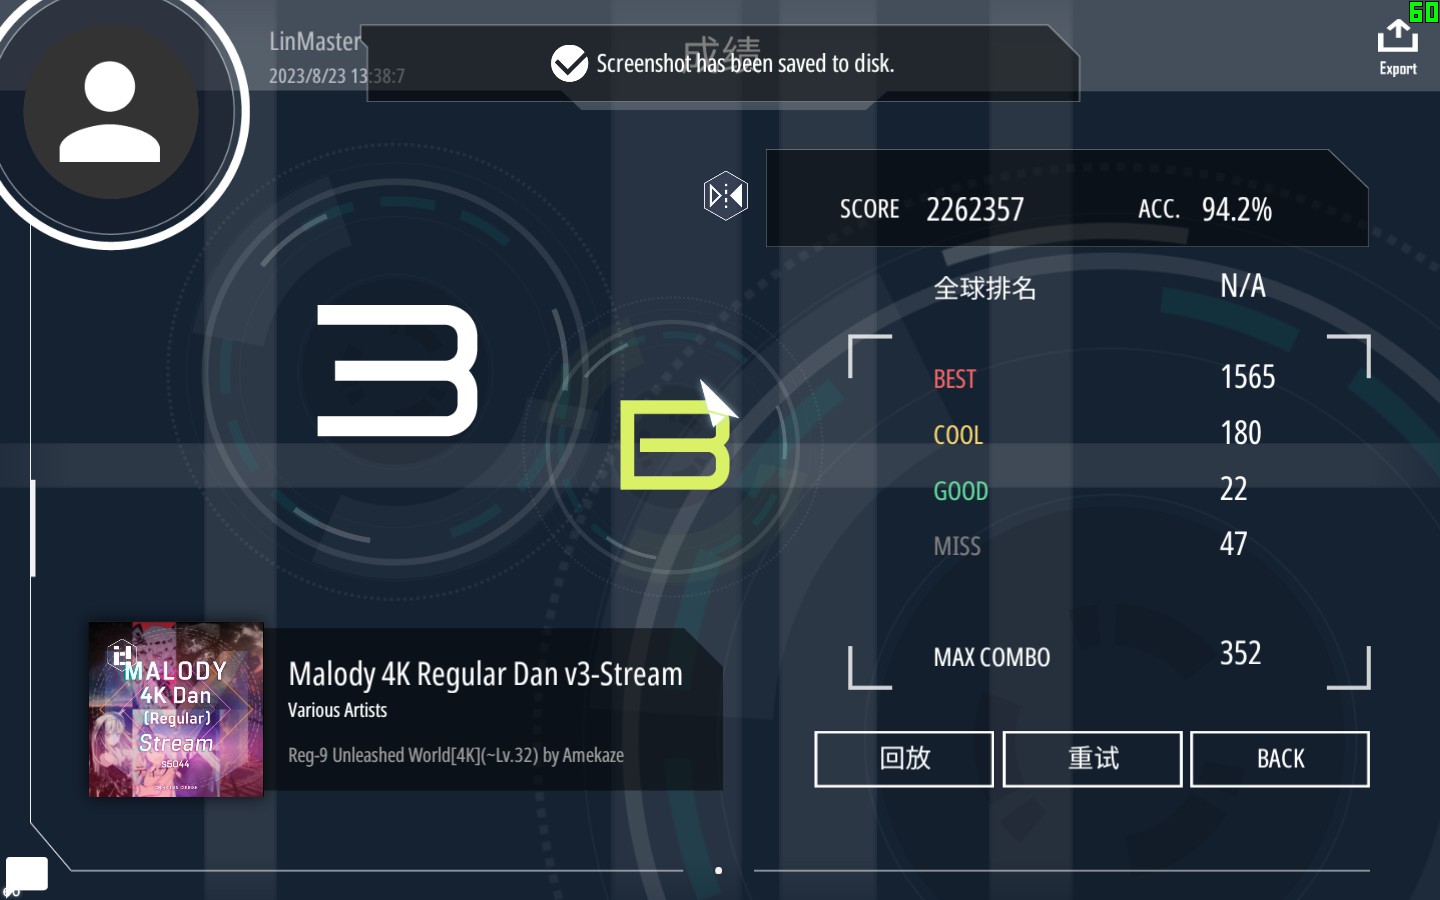 LinMaster
2023/8/23 13:38:7
成绩
Screenshot has been saved to disk.
60
Export
SCORE 2262357 ACC. 94.2%
全球排名 N/A
BEST 1565
COOL 180
GOOD 22
MISS 47
MAX COMBO 352
B
B
MALODY
4K Dan
(Regular)
Stream
Malody 4K Regular Dan v3-Stream
Various Artists
Reg-9 Unleashed World[4K](~Lv.32) by Amekaze
回放 重试 BACK